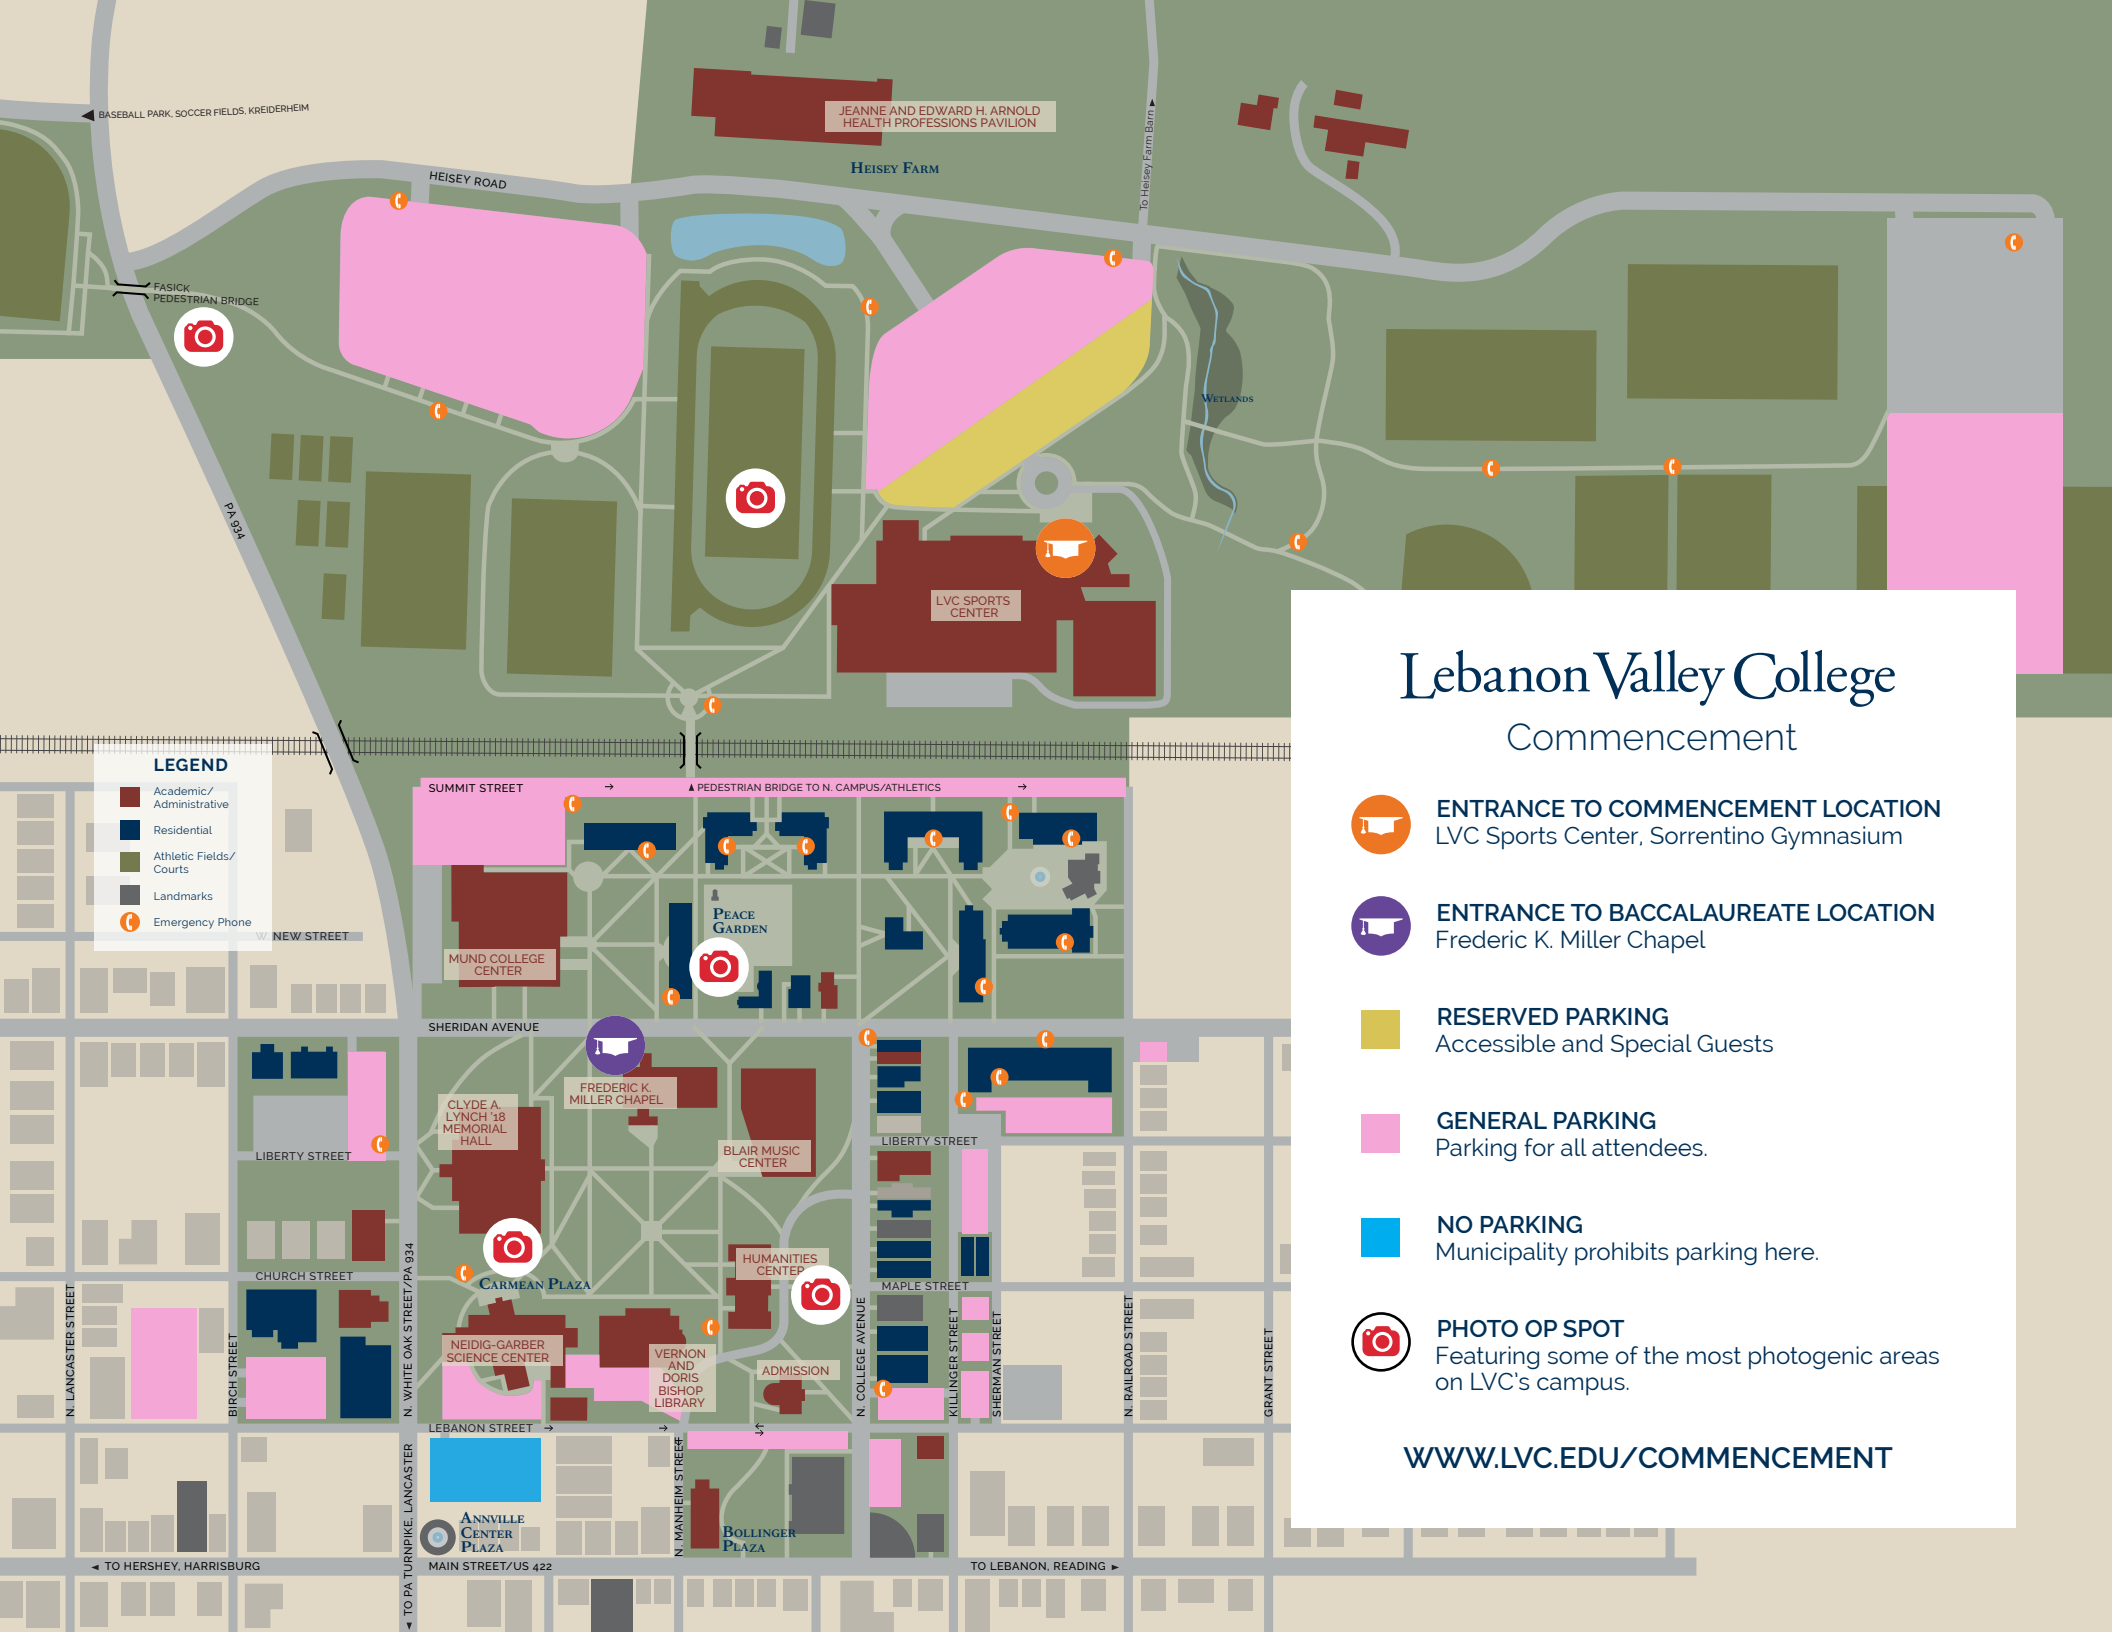 JEANNE AND EDWARD H. ARNOLD
HEALTH PROFESSIONS PAVILION
BASEBALL PARK, SOCCER FIELDS, KREIDERHEIM
HEISEY FARM
HEISEY ROAD
To Heisey Farm Barn
FASICK
PEDESTRIAN BRIDGE
WETLANDS
PA 934
LVC SPORTS
CENTER
LEGEND
Academic/
Administrative
Residential
Athletic Fields/
Courts
Landmarks
Emergency Phone
SUMMIT STREET
PEDESTRIAN BRIDGE TO N. CAMPUS/ATHLETICS
PEACE
GARDEN
W. NEW STREET
MUND COLLEGE
CENTER
SHERIDAN AVENUE
FREDERIC K.
MILLER CHAPEL
CLYDE A.
LYNCH '18
MEMORIAL
HALL
BLAIR MUSIC
CENTER
LIBERTY STREET
LIBERTY STREET
HUMANITIES
CENTER
CARMEAN PLAZA
CHURCH STREET
MAPLE STREET
N. LANCASTER STREET
BIRCH STREET
N. WHITE OAK STREET/PA 934
NEIDIG-GARBER
SCIENCE CENTER
VERNON
AND
DORIS
BISHOP
LIBRARY
ADMISSION
N. COLLEGE AVENUE
KILLINGER STREET
SHERMAN STREET
N. RAILROAD STREET
GRANT STREET
LEBANON STREET
N. MANHEIM STREET
ANNVILLE
CENTER
PLAZA
BOLLINGER
PLAZA
TO HERSHEY, HARRISBURG
TO PA TURNPIKE, LANCASTER
MAIN STREET/US 422
TO LEBANON, READING
Lebanon Valley College
Commencement
ENTRANCE TO COMMENCEMENT LOCATION
LVC Sports Center, Sorrentino Gymnasium
ENTRANCE TO BACCALAUREATE LOCATION
Frederic K. Miller Chapel
RESERVED PARKING
Accessible and Special Guests
GENERAL PARKING
Parking for all attendees.
NO PARKING
Municipality prohibits parking here.
PHOTO OP SPOT
Featuring some of the most photogenic areas
on LVC's campus.
WWW.LVC.EDU/COMMENCEMENT